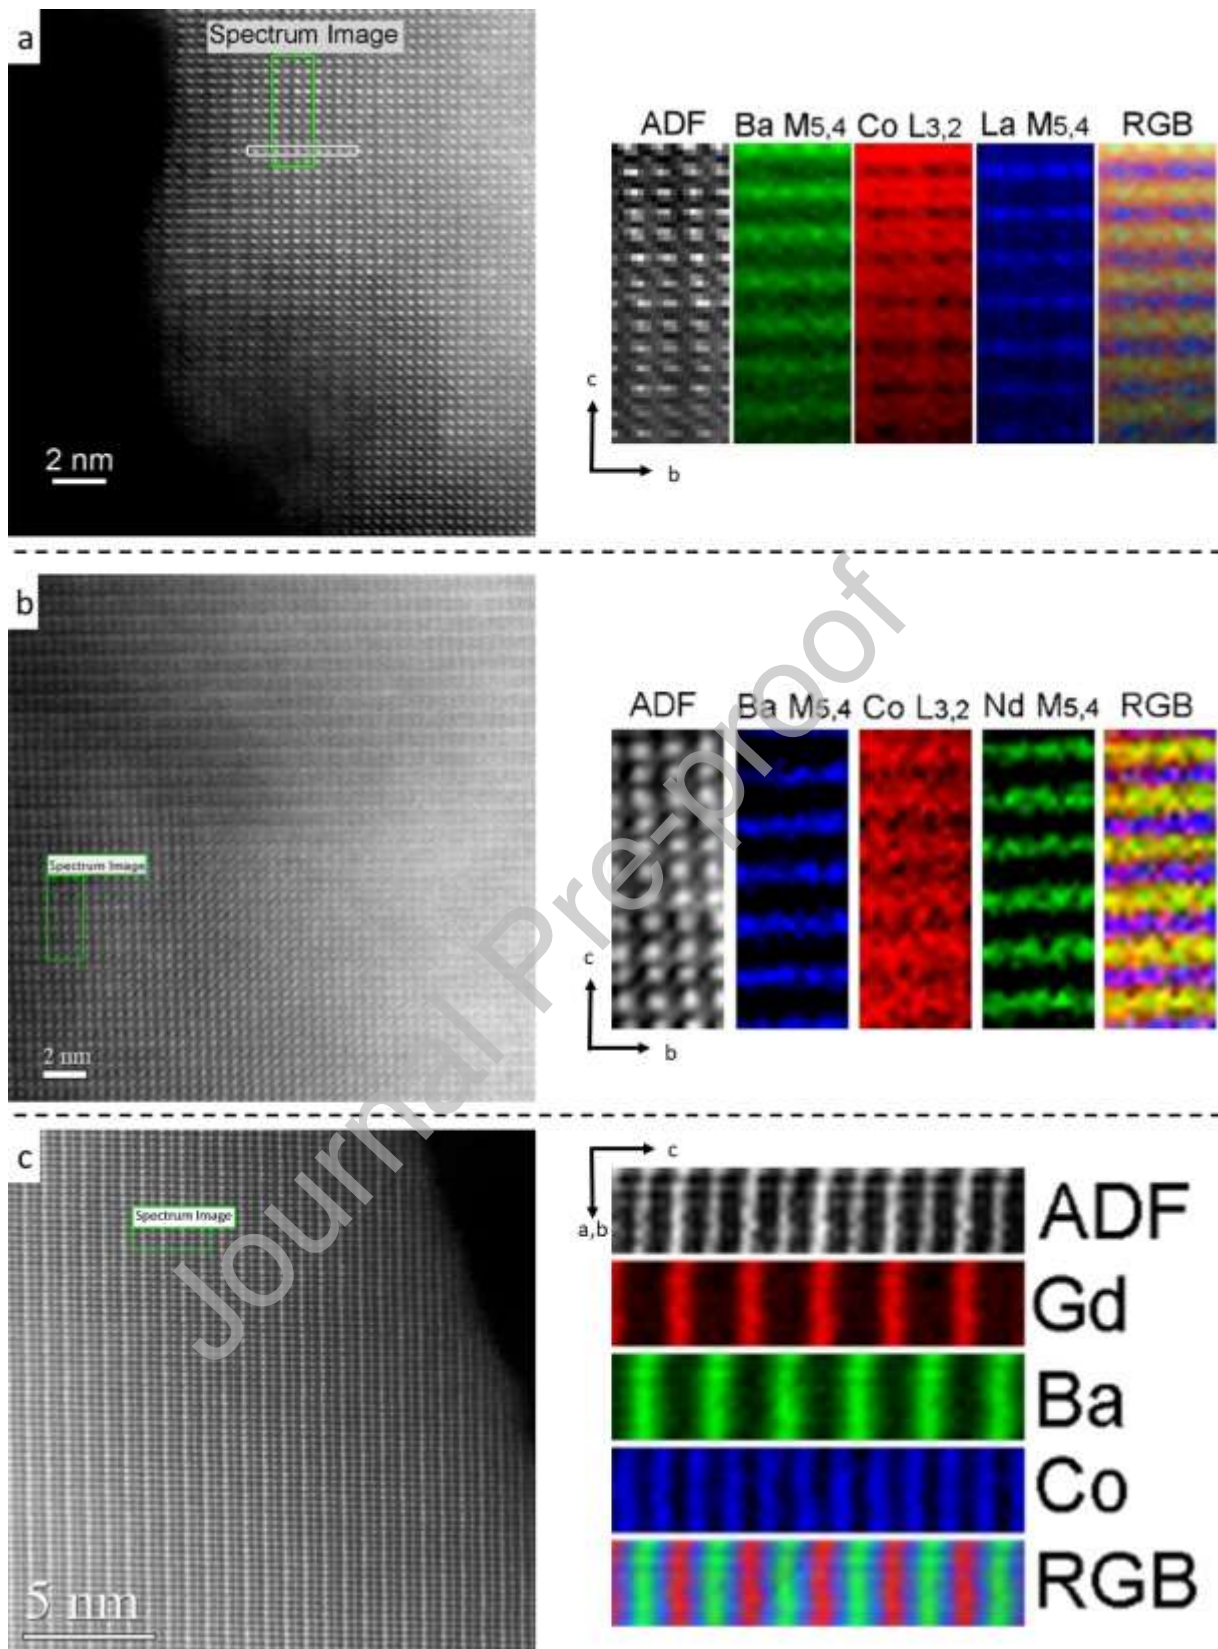 a
Spectrum Image
2 nm
ADF Ba M5,4 Co L3,2 La M5,4 RGB
c
b
b
Spectrum Image
2 nm
ADF Ba M5,4 Co L3,2 Nd M5,4 RGB
c
b
Journal Pre-proof
c
Spectrum Image
5 nm
c
a,b
ADF
Gd
Ba
Co
RGB